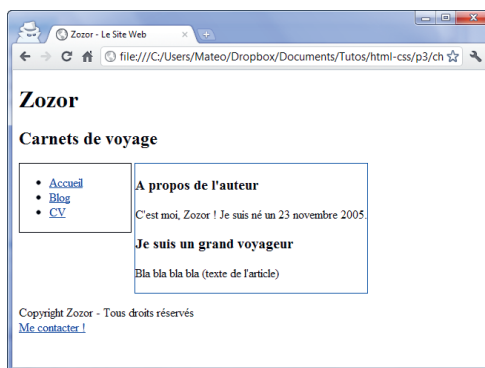 Zozor - Le Site Web
file:///C:/Users/Mateo/Dropbox/Documents/Tutos/html-css/p3/ch
Zozor
Carnets de voyage
Accueil
Blog
CV
A propos de l'auteur
C'est moi, Zozor ! Je suis né un 23 novembre 2005.
Je suis un grand voyageur
Bla bla bla bla (texte de l'article)
Copyright Zozor - Tous droits réservés
Me contacter !